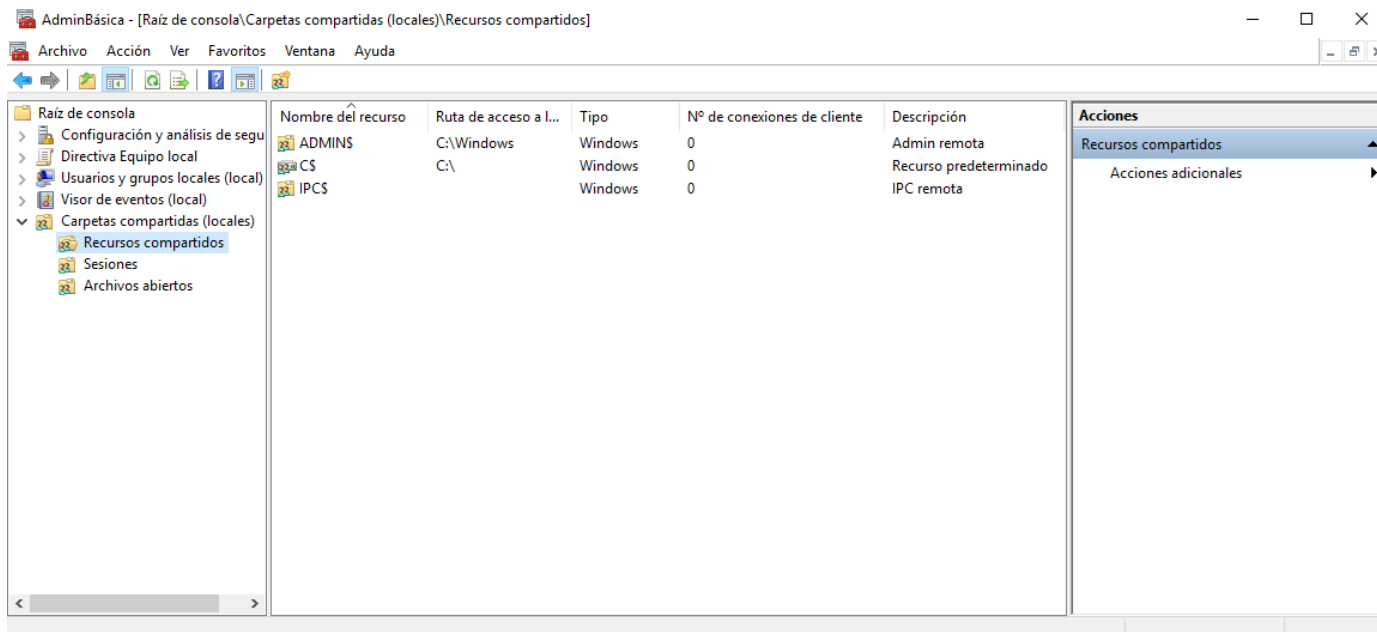 AdminBásica - [Raíz de consola\Carpetas compartidas (locales)\Recursos compartidos]
Archivo Acción Ver Favoritos Ventana Ayuda
Raíz de consola
Configuración y análisis de segu
Directiva Equipo local
Usuarios y grupos locales (local)
Visor de eventos (local)
Carpetas compartidas (locales)
Recursos compartidos
Sesiones
Archivos abiertos
Nombre del recurso Ruta de acceso a l... Tipo Nº de conexiones de cliente Descripción
ADMIN$ C:\Windows Windows 0 Admin remota
C$ C:\ Windows 0 Recurso predeterminado
IPC$ Windows 0 IPC remota
Acciones
Recursos compartidos
Acciones adicionales